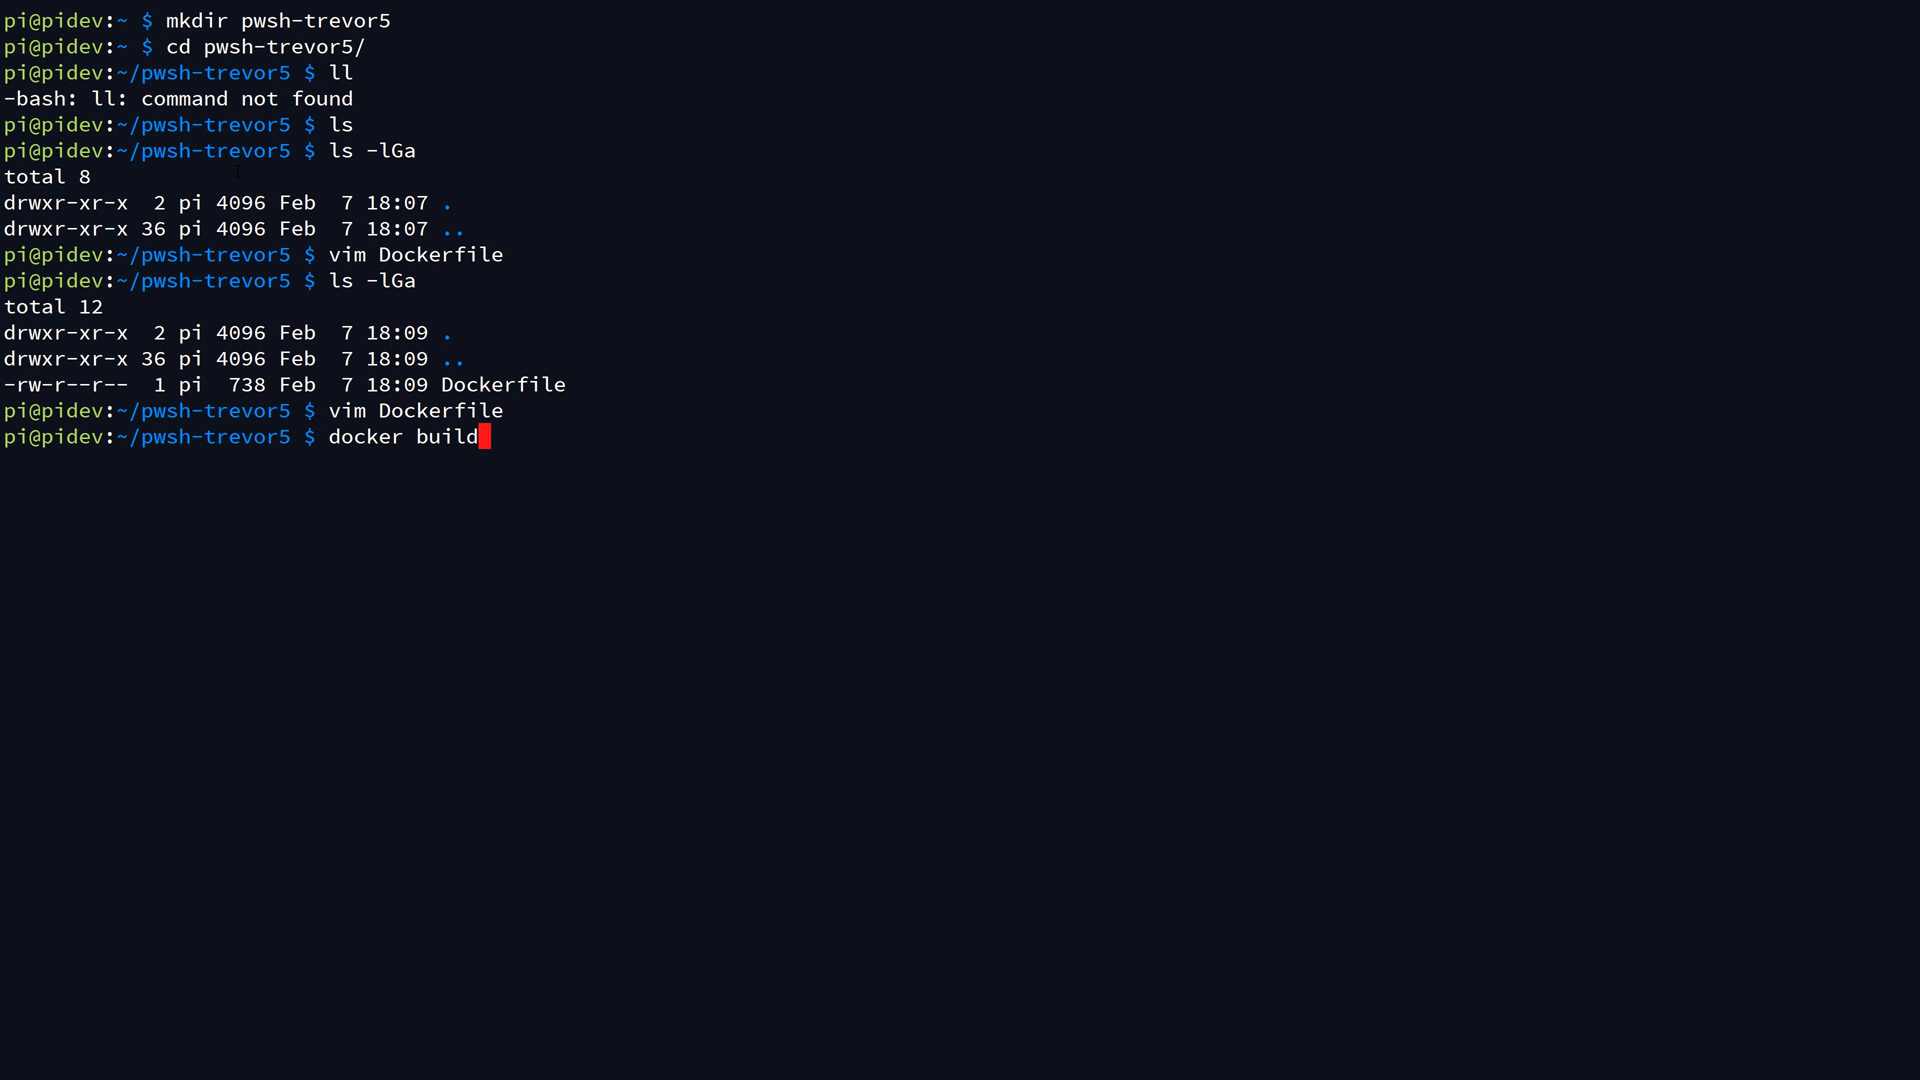 pi@pidev:~ $ mkdir pwsh-trevor5
pi@pidev:~ $ cd pwsh-trevor5/
pi@pidev:~/pwsh-trevor5 $ ll
-bash: ll: command not found
pi@pidev:~/pwsh-trevor5 $ ls
pi@pidev:~/pwsh-trevor5 $ ls -lGa
total 8
drwxr-xr-x  2 pi 4096 Feb  7 18:07 .
drwxr-xr-x 36 pi 4096 Feb  7 18:07 ..
pi@pidev:~/pwsh-trevor5 $ vim Dockerfile
pi@pidev:~/pwsh-trevor5 $ ls -lGa
total 12
drwxr-xr-x  2 pi 4096 Feb  7 18:09 .
drwxr-xr-x 36 pi 4096 Feb  7 18:09 ..
-rw-r--r--  1 pi  738 Feb  7 18:09 Dockerfile
pi@pidev:~/pwsh-trevor5 $ vim Dockerfile
pi@pidev:~/pwsh-trevor5 $ docker build